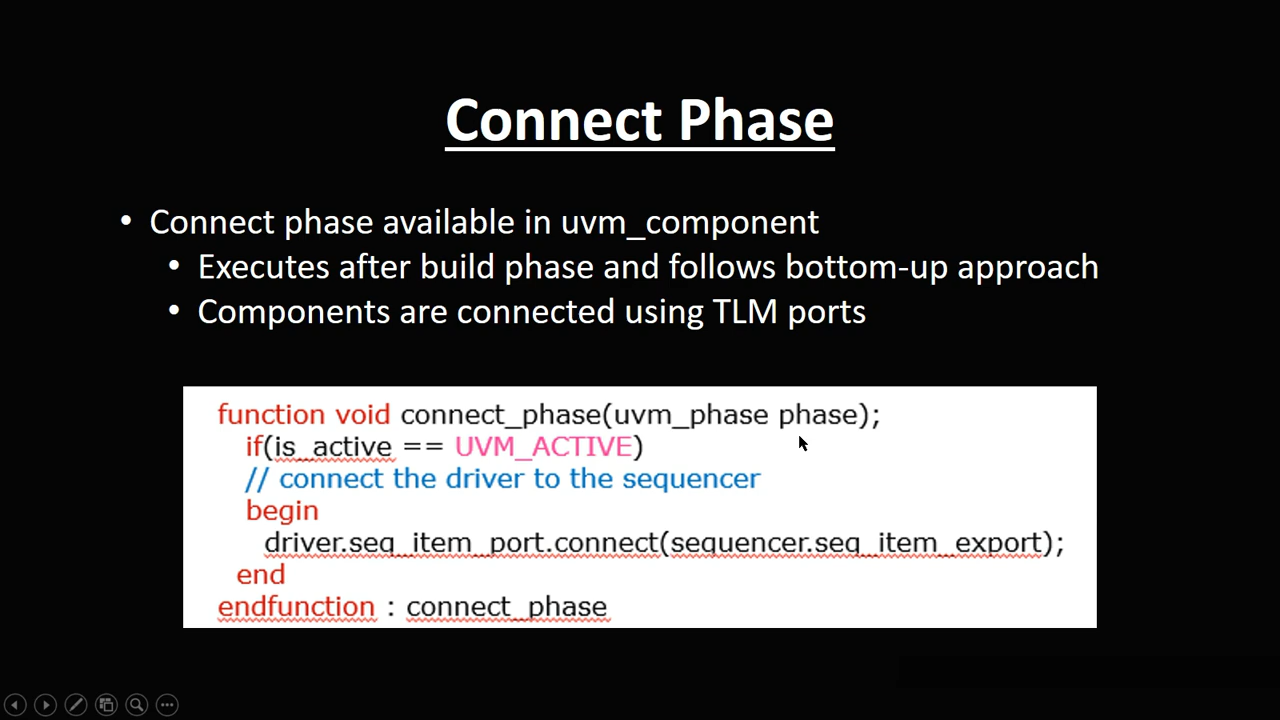 Connect Phase
• Connect phase available in uvm_component
• Executes after build phase and follows bottom-up approach
• Components are connected using TLM ports
function void connect_phase(uvm_phase phase);
if(is_active == UVM_ACTIVE)
// connect the driver to the sequencer
begin
driver.seq_item_port.connect(sequencer.seq_item_export);
end
endfunction : connect_phase